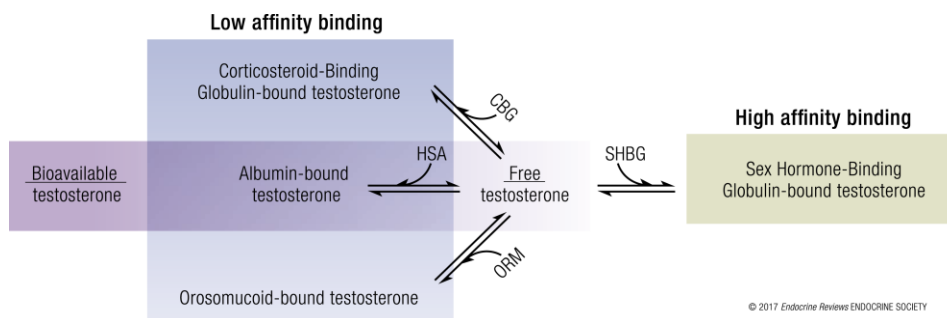 Low affinity binding
Corticosteroid-Binding
Globulin-bound testosterone
CBG
High affinity binding
Bioavailable
testosterone
Albumin-bound
testosterone
HSA
Free
testosterone
SHBG
Sex Hormone-Binding
Globulin-bound testosterone
ORM
Orosomucoid-bound testosterone
© 2017 Endocrine Reviews ENDOCRINE SOCIETY